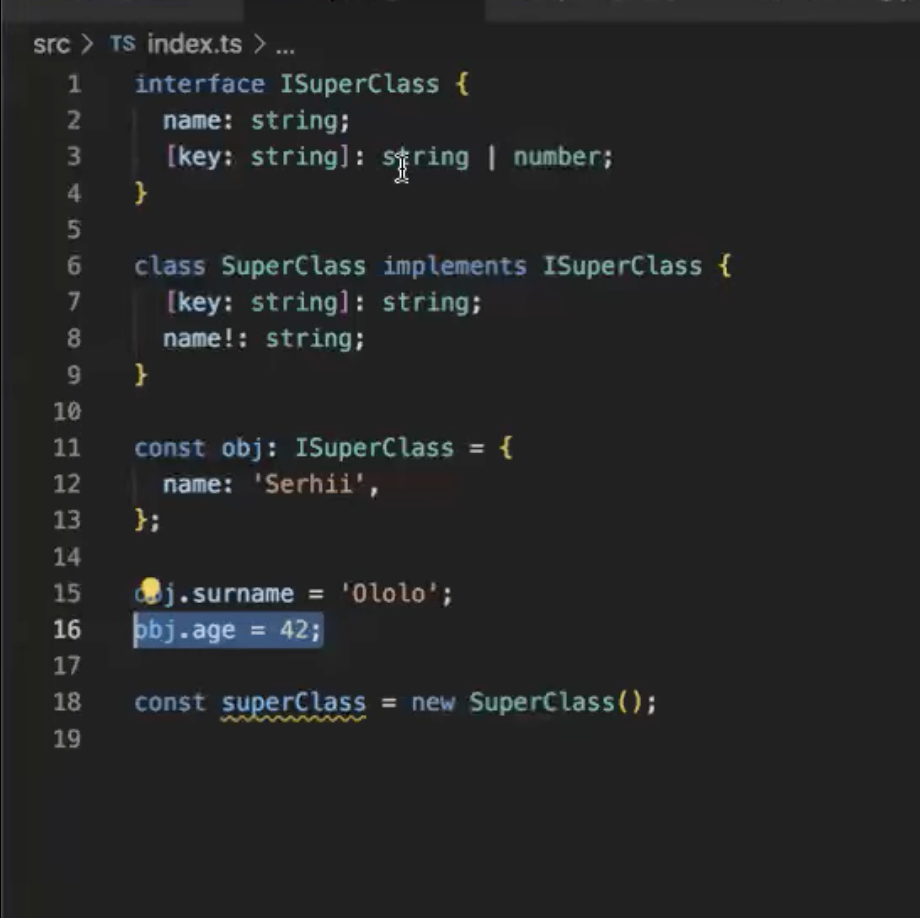 src > TS index.ts > ...
1 interface ISuperClass {
2 name: string;
3 [key: string]: string | number;
4 }
5
6 class SuperClass implements ISuperClass {
7 [key: string]: string;
8 name!: string;
9 }
10
11 const obj: ISuperClass = {
12 name: 'Serhii',
13 };
14
15 obj.surname = 'Ololo';
16 obj.age = 42;
17
18 const superClass = new SuperClass();
19